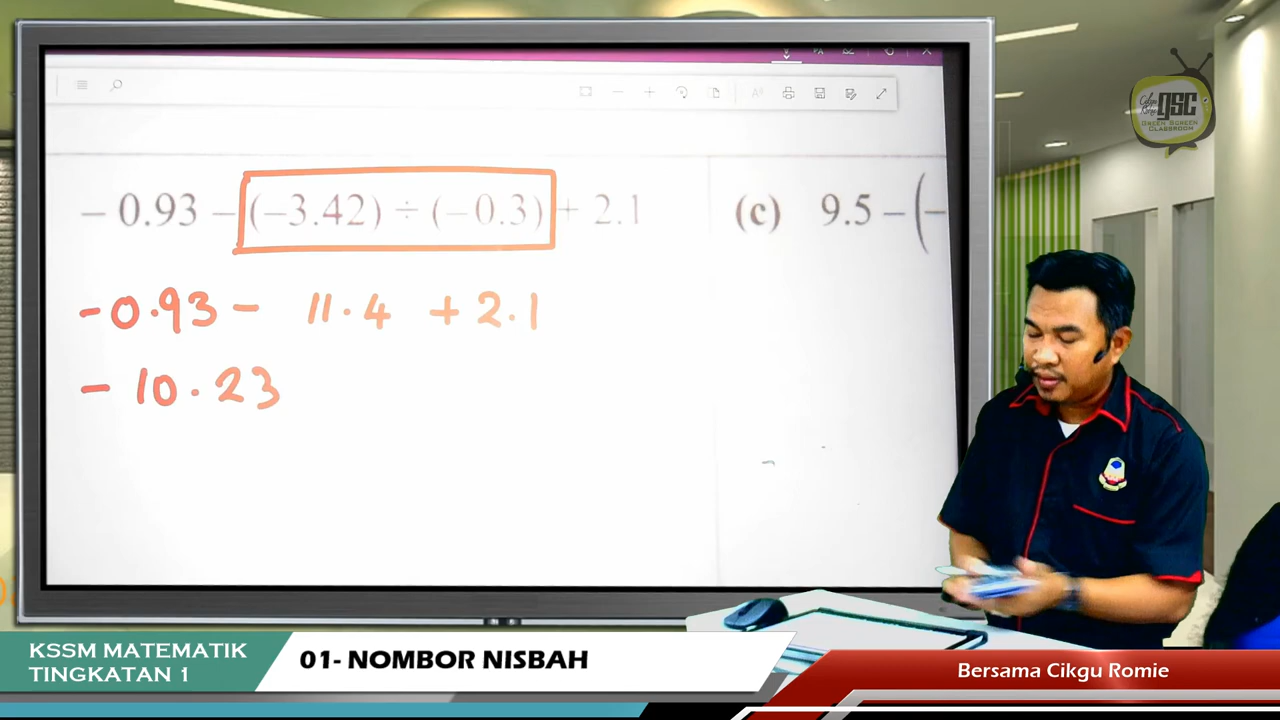 - 0.93 - (-3.42) ÷ (-0.3) + 2.1
(c) 9.5 - (-
-0.93 - 11.4 + 2.1
- 10.23
gsc
GREEN SCREEN
CLASSROOM
KSSM MATEMATIK
TINGKATAN 1
01- NOMBOR NISBAH
Bersama Cikgu Romie